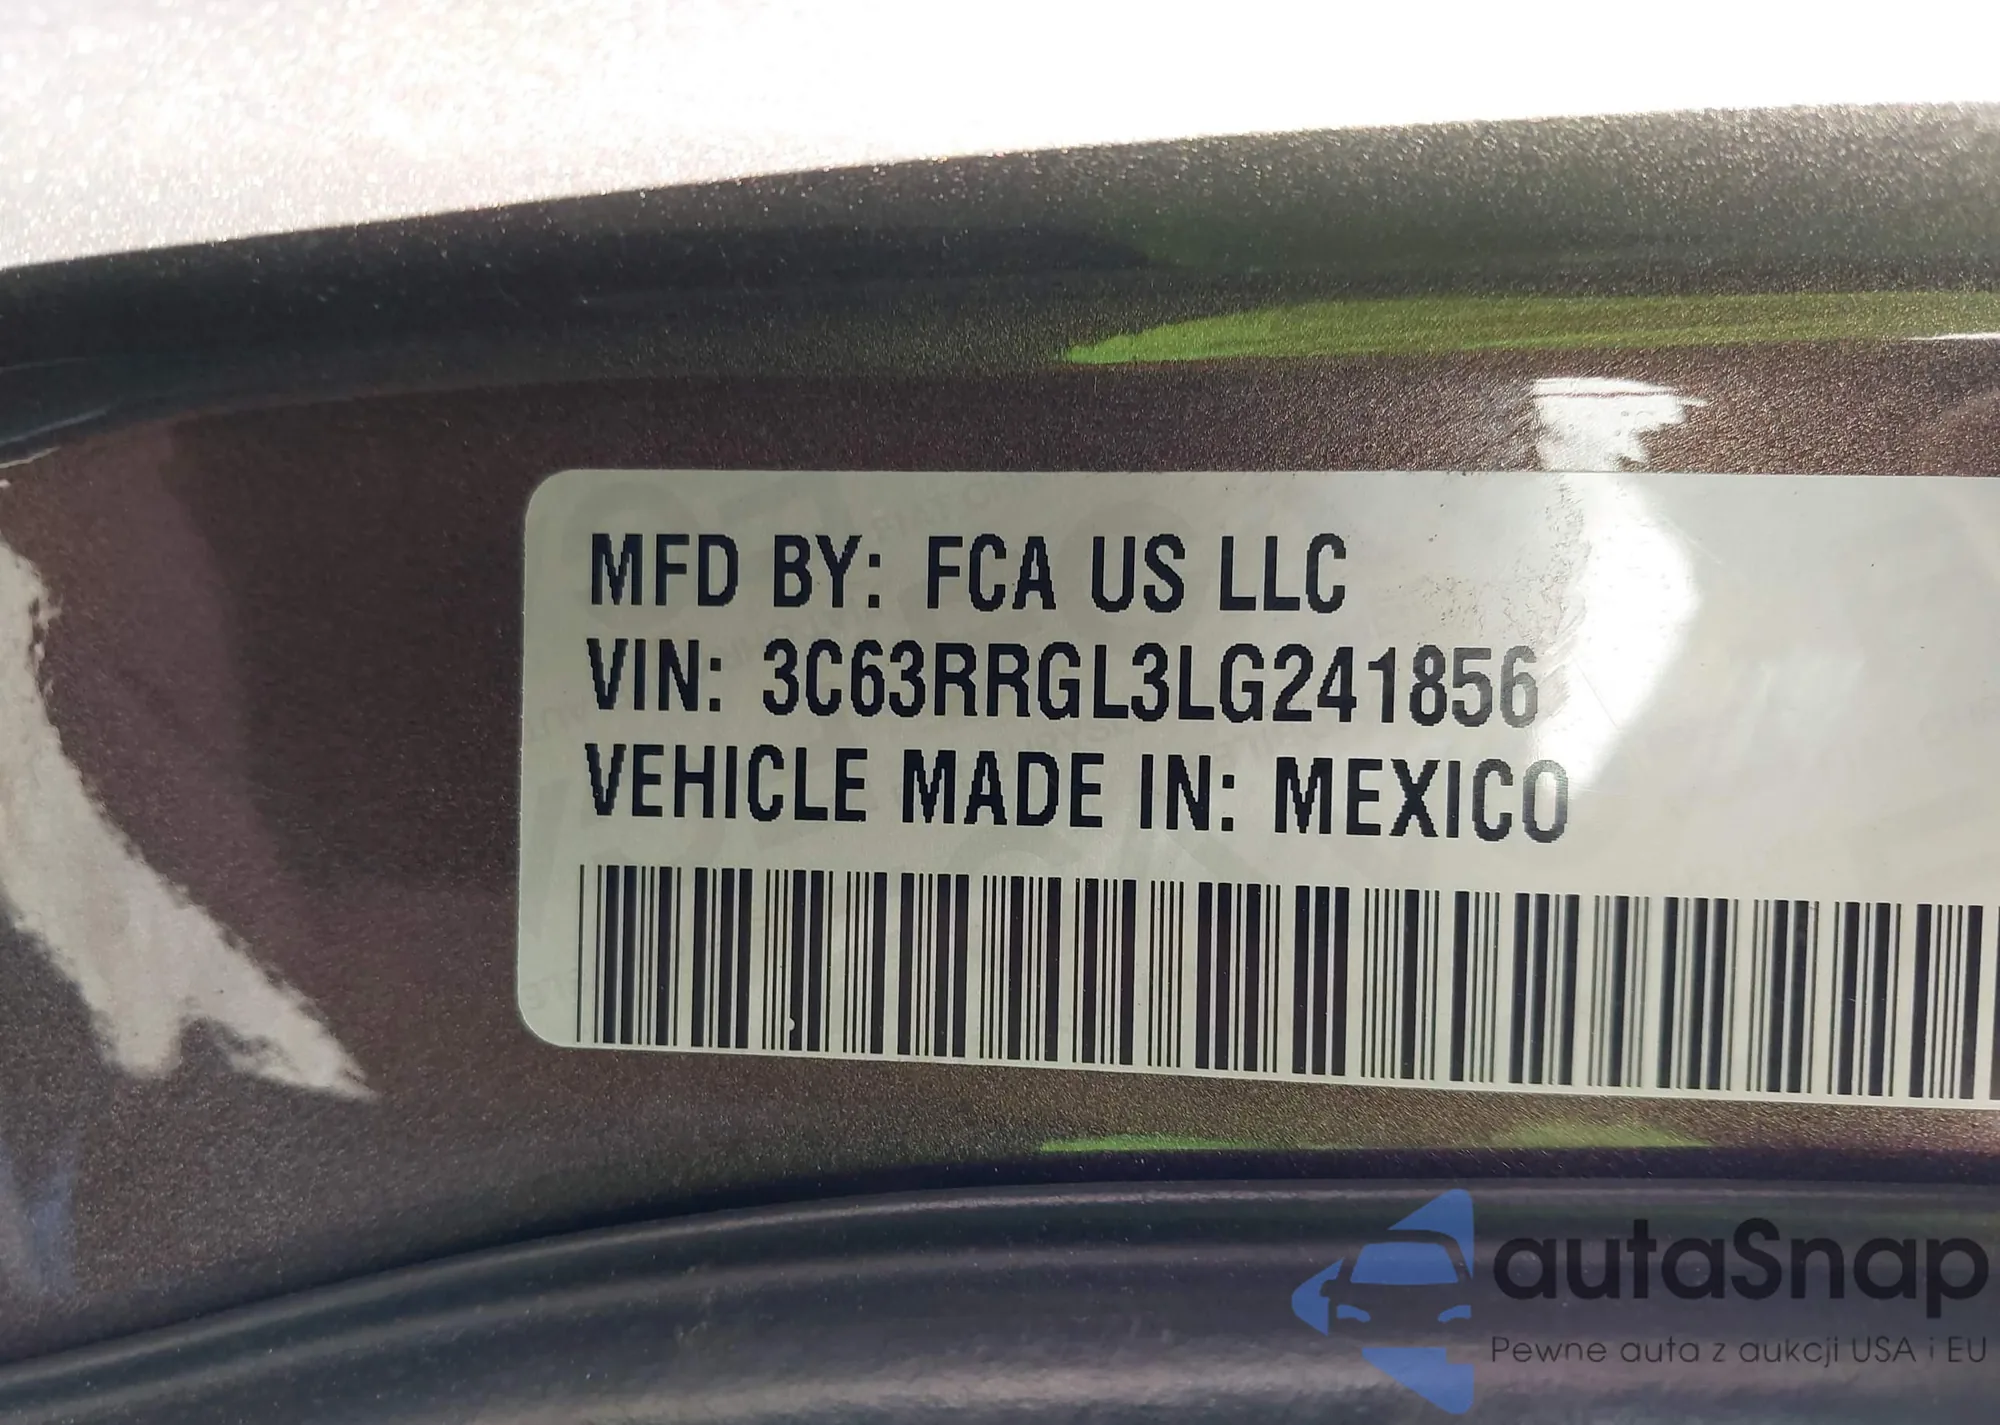 MFD BY: FCA US LLC
VIN: 3C63RRGL3LG241856
VEHICLE MADE IN: MEXICO
autaSnap
Pewne auta z aukcji USA i EU